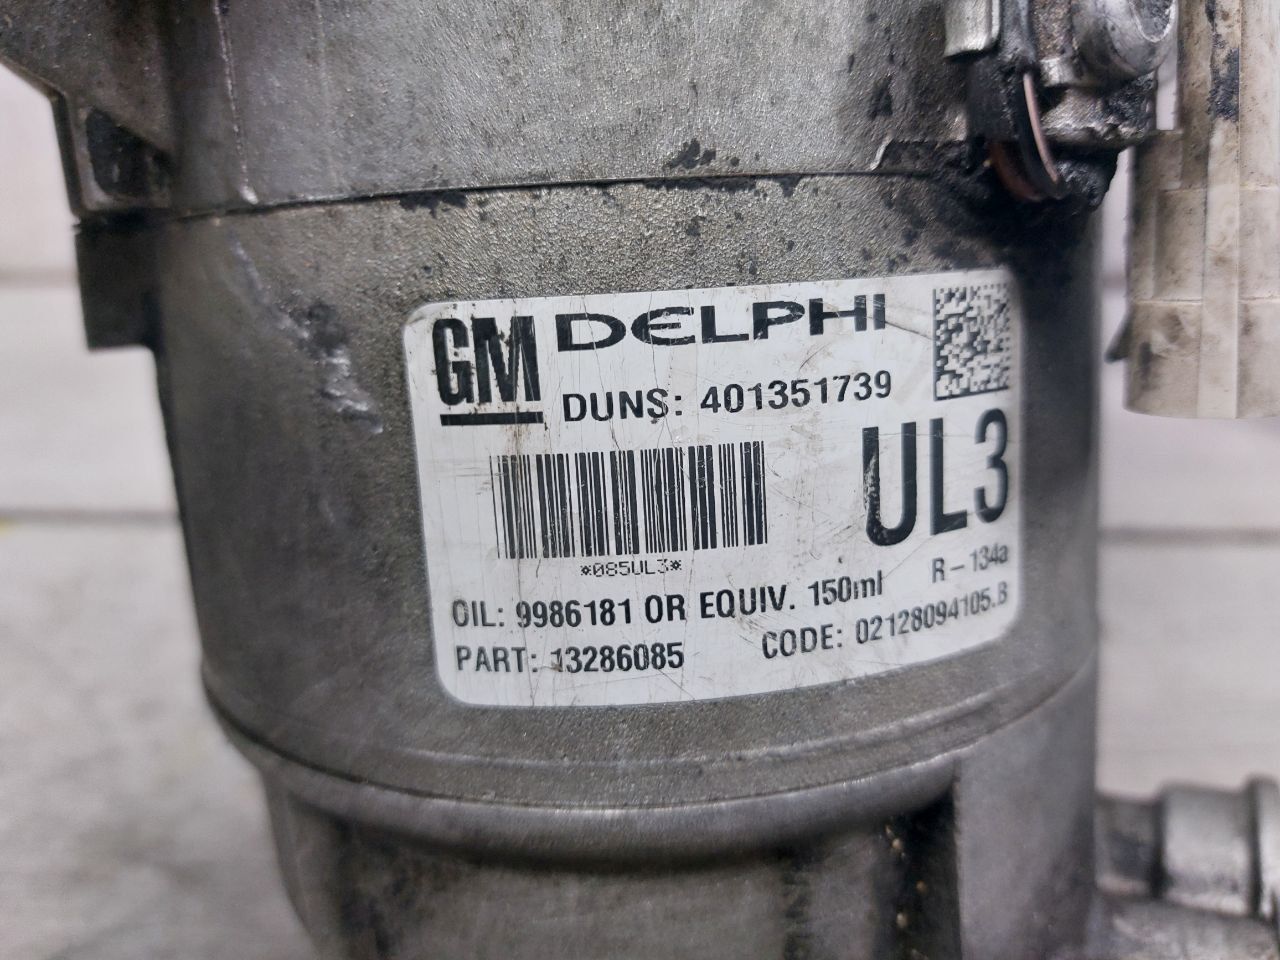 GM DELPHI
DUNS: 401351739
UL3
*085UL3*
R-134a
OIL: 9986181 OR EQUIV. 150ml
PART: 13286085
CODE: 02128094105.B